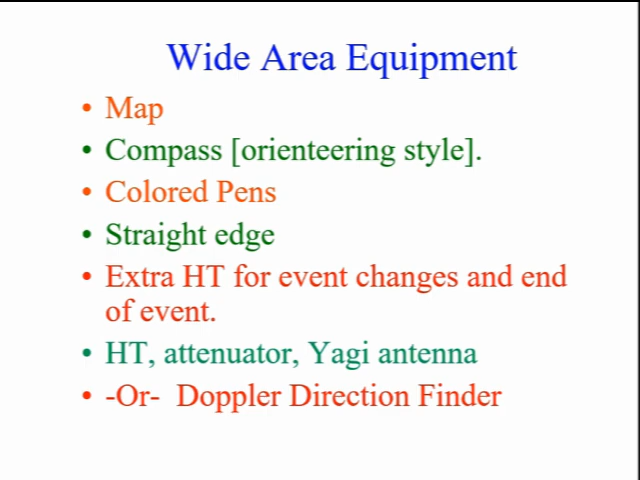 Wide Area Equipment
• Map
• Compass [orienteering style].
• Colored Pens
• Straight edge
• Extra HT for event changes and end
of event.
• HT, attenuator, Yagi antenna
• -Or-  Doppler Direction Finder